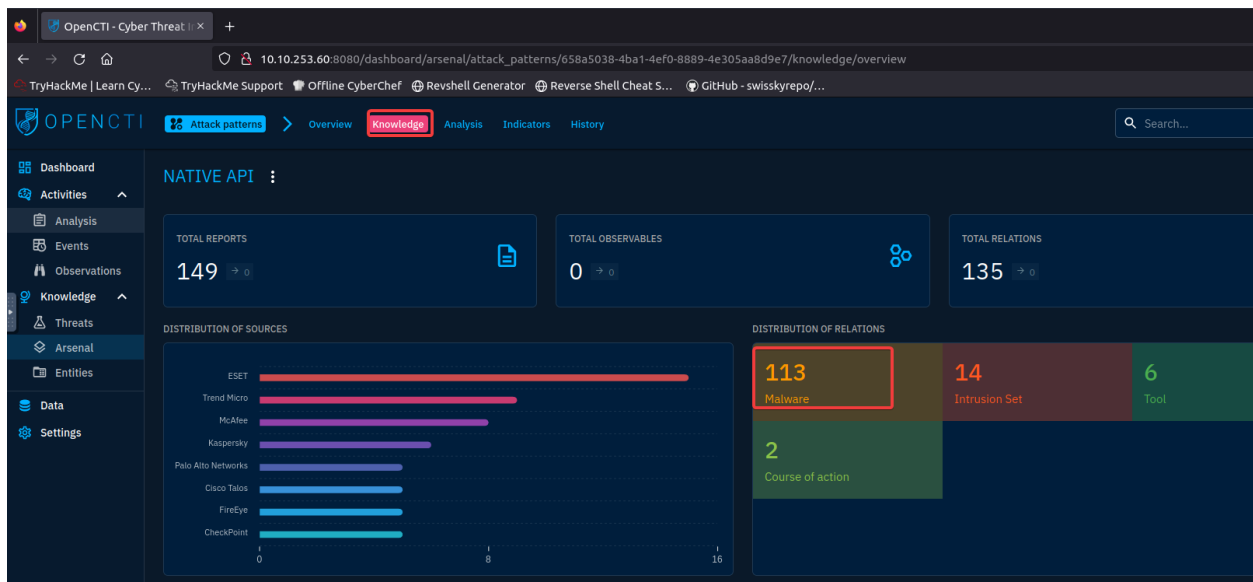 OpenCTI - Cyber Threat I
10.10.253.60:8080/dashboard/arsenal/attack_patterns/658a5038-4ba1-4ef0-8889-4e305aa8d9e7/knowledge/overview
TryHackMe | Learn Cy... TryHackMe Support Offline CyberChef Revshell Generator Reverse Shell Cheat S... GitHub - swisskyrepo/...
OPENCTI Attack patterns Overview Knowledge Analysis Indicators History Search...
Dashboard
Activities
Analysis
Events
Observations
Knowledge
Threats
Arsenal
Entities
Data
Settings
NATIVE API
TOTAL REPORTS
149 → 0
TOTAL OBSERVABLES
0 → 0
TOTAL RELATIONS
135 → 0
DISTRIBUTION OF SOURCES
ESET
Trend Micro
McAfee
Kaspersky
Palo Alto Networks
Cisco Talos
FireEye
CheckPoint
0 8 16
DISTRIBUTION OF RELATIONS
113
Malware
14
Intrusion Set
6
Tool
2
Course of action